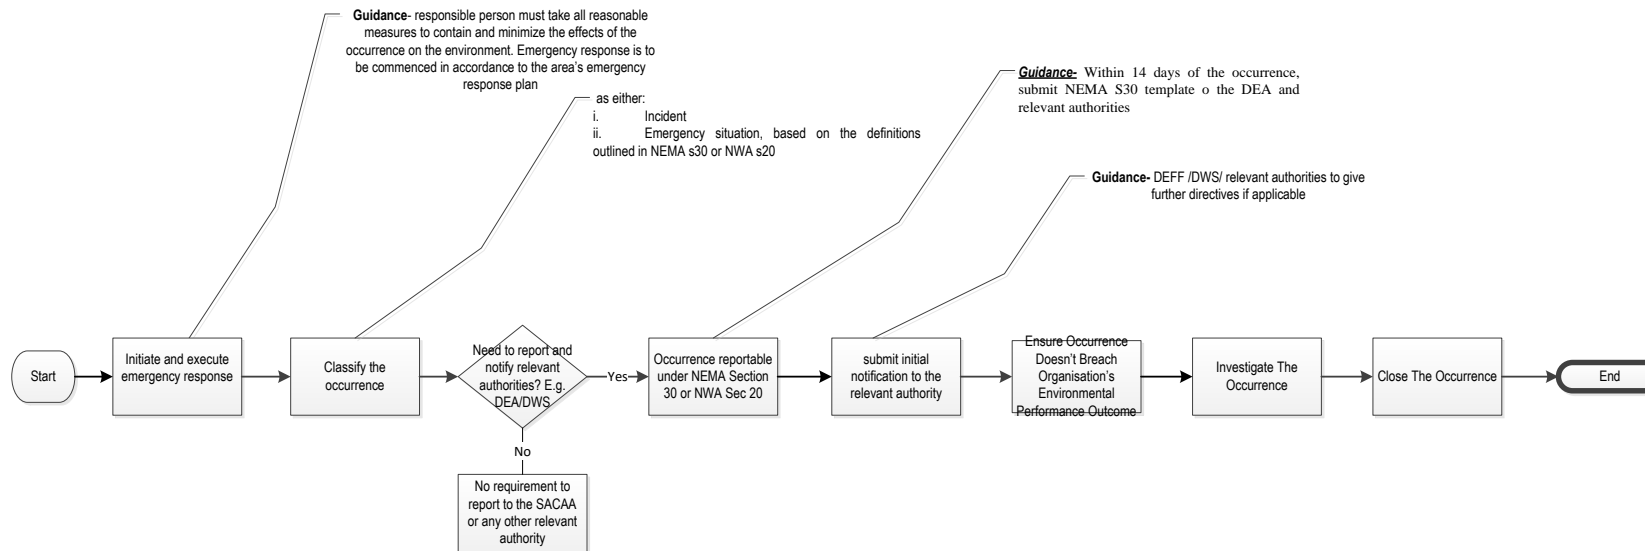 Guidance- responsible person must take all reasonable
measures to contain and minimize the effects of the
occurrence on the environment. Emergency response is to
be commenced in accordance to the area's emergency
response plan
as either:
i. Incident
ii. Emergency situation, based on the definitions
outlined in NEMA s30 or NWA s20
Guidance- Within 14 days of the occurrence,
submit NEMA S30 template o the DEA and
relevant authorities
Guidance- DEFF /DWS/ relevant authorities to give
further directives if applicable
Start
Initiate and execute
emergency response
Classify the
occurrence
Need to report and
notify relevant
authorities? E.g.
DEA/DWS
Yes
No
No requirement to
report to the SACAA
or any other relevant
authority
Occurrence reportable
under NEMA Section
30 or NWA Sec 20
submit initial
notification to the
relevant authority
Ensure Occurrence
Doesn't Breach
Organisation's
Environmental
Performance Outcome
Investigate The
Occurrence
Close The Occurrence
End